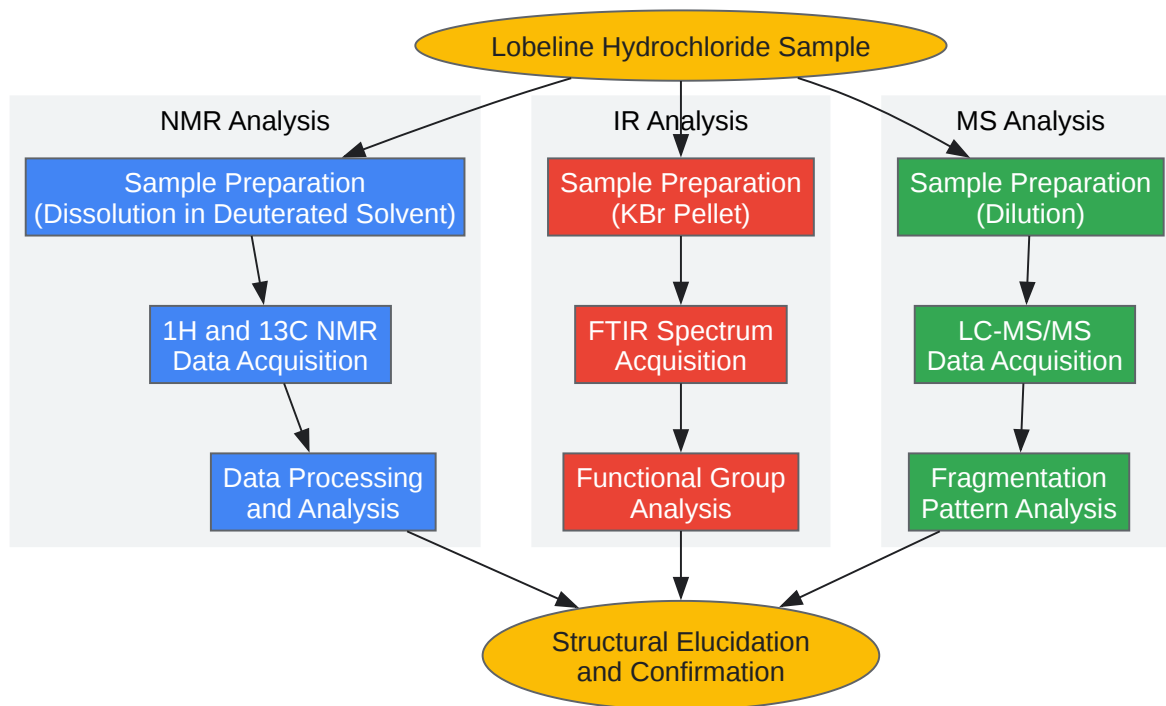 Lobeline Hydrochloride Sample
NMR Analysis
Sample Preparation
(Dissolution in Deuterated Solvent)
1H and 13C NMR
Data Acquisition
Data Processing
and Analysis
IR Analysis
Sample Preparation
(KBr Pellet)
FTIR Spectrum
Acquisition
Functional Group
Analysis
MS Analysis
Sample Preparation
(Dilution)
LC-MS/MS
Data Acquisition
Fragmentation
Pattern Analysis
Structural Elucidation
and Confirmation